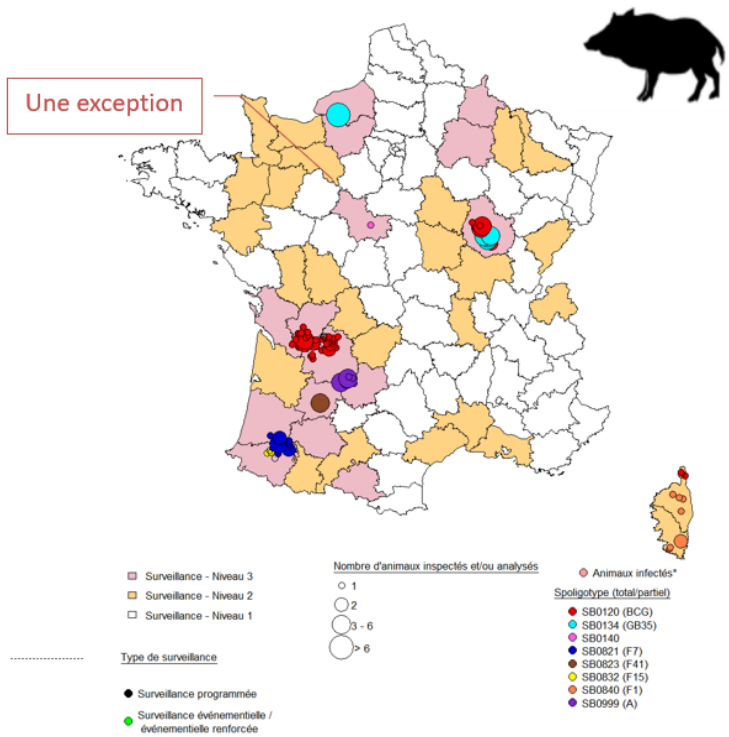 Une exception
Surveillance - Niveau 3
Surveillance - Niveau 2
Surveillance - Niveau 1
Type de surveillance
Surveillance programmée
Surveillance événementielle /
événementielle renforcée
Nombre d'animaux inspectés et/ou analysés
1
2
3 - 6
> 6
Animaux infectés*
Spoligotype (total/partiel)
SB0120 (BCG)
SB0134 (GB35)
SB0140
SB0821 (F7)
SB0823 (F41)
SB0832 (F15)
SB0840 (F1)
SB0999 (A)